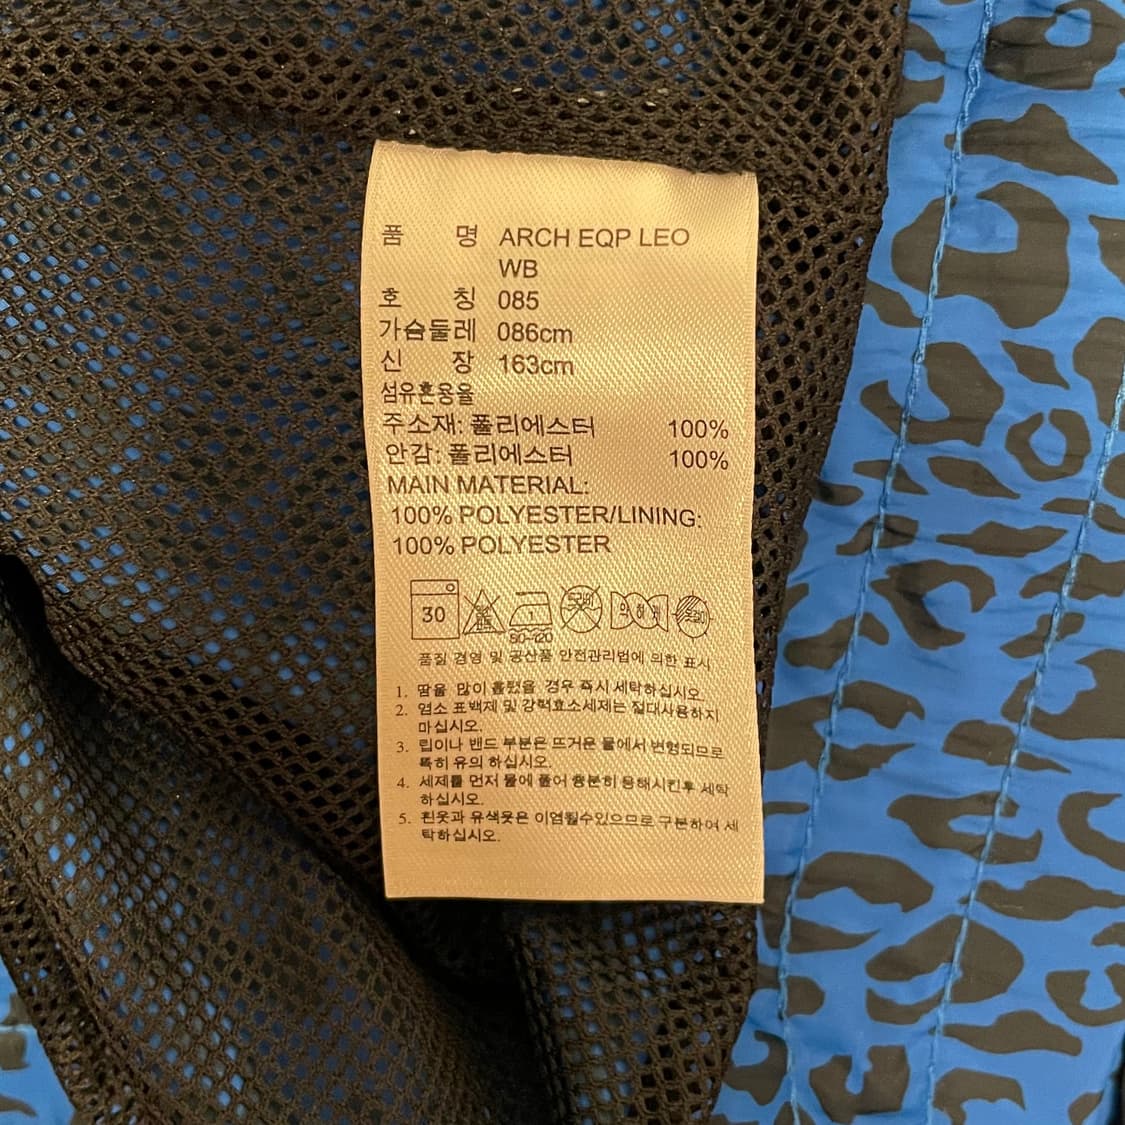 품 명 ARCH EQP LEO
WB
호 칭 085
가슴둘레 086cm
신 장 163cm
섬유혼용율
주소재: 폴리에스터 100%
안감: 폴리에스터 100%
MAIN MATERIAL:
100% POLYESTER/LINING:
100% POLYESTER
30
80~120
품질 경영 및 공산품 안전관리법에 의한 표시
1. 땀을 많이 흘렸을 경우 즉시 세탁하십시오.
2. 염소 표백제 및 강력효소세제는 절대사용하지
마십시오.
3. 립이나 밴드 부분은 뜨거운 물에서 변형되므로
특히 유의 하십시오.
4. 세제를 먼저 물에 풀어 충분히 용해시킨후 세탁
하십시오.
5. 흰옷과 유색옷은 이염될수있으므로 구분하여 세
탁하십시오.